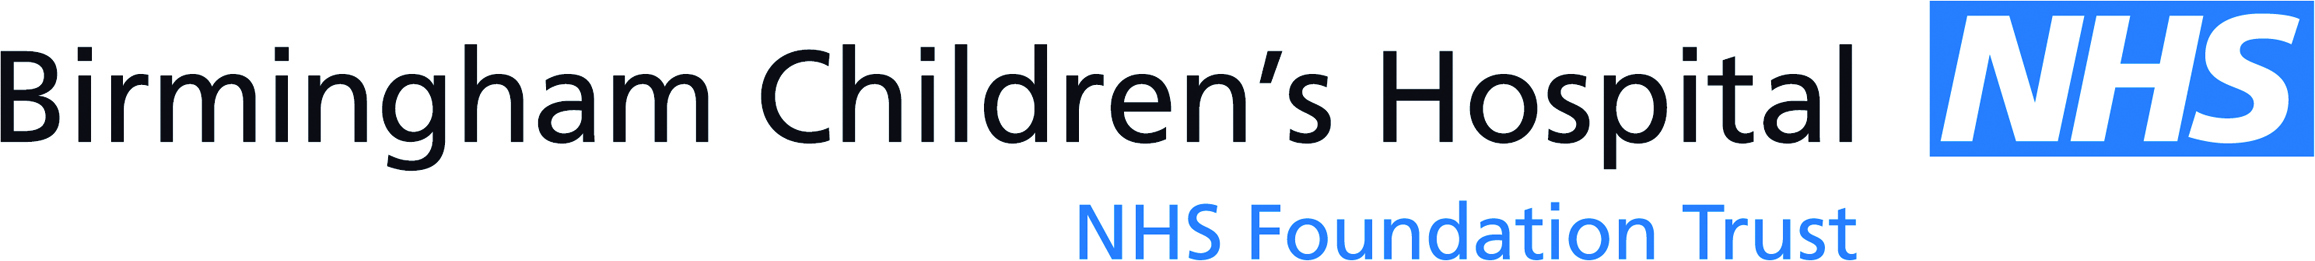 Birmingham Children’s Hospital NHS
NHS Foundation Trust